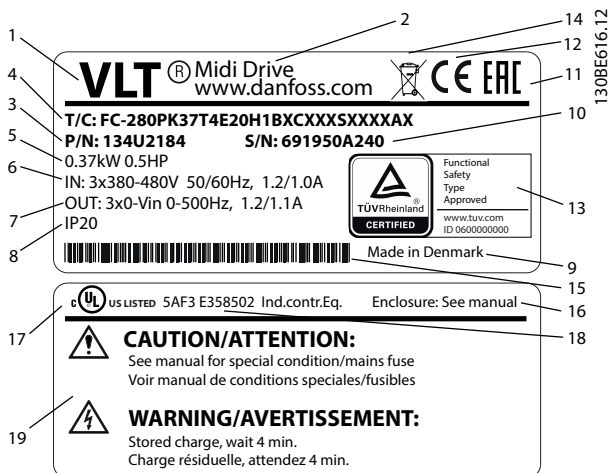 2
14
12
130BE616.12
1
VLT ® Midi Drive
www.danfoss.com
CE EAC
11
4
T/C: FC-280PK37T4E20H1BXCXXXSXXXXAX
3
P/N: 134U2184 S/N: 691950A240
10
5
0.37kW 0.5HP
6
IN: 3x380-480V 50/60Hz, 1.2/1.0A
7
OUT: 3x0-Vin 0-500Hz, 1.2/1.1A
8
IP20
TÜVRheinland ®
CERTIFIED
Functional
Safety
Type
Approved
www.tuv.com
ID 0600000000
13
Made in Denmark
9
15
17
c UL US LISTED 5AF3 E358502 Ind.contr.Eq. Enclosure: See manual
16
18
CAUTION/ATTENTION:
See manual for special condition/mains fuse
Voir manual de conditions speciales/fusibles
19
WARNING/AVERTISSEMENT:
Stored charge, wait 4 min.
Charge résiduelle, attendez 4 min.